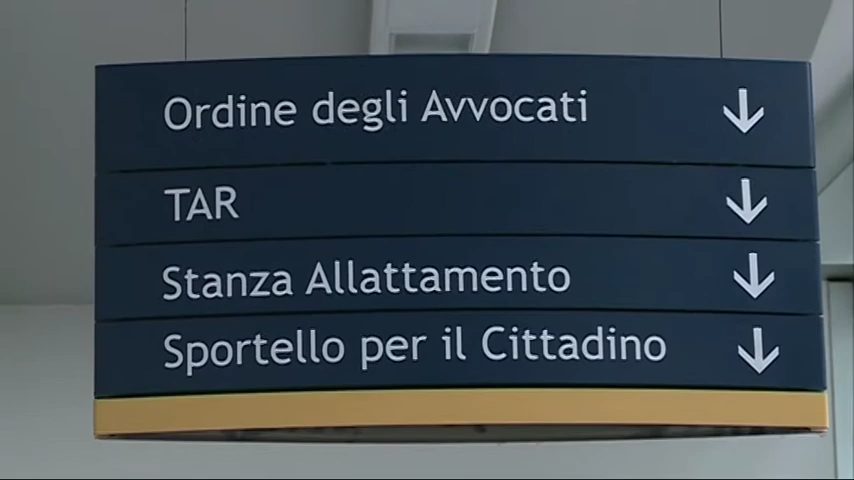 Ordine degli Avvocati
TAR
Stanza Allattamento
Sportello per il Cittadino